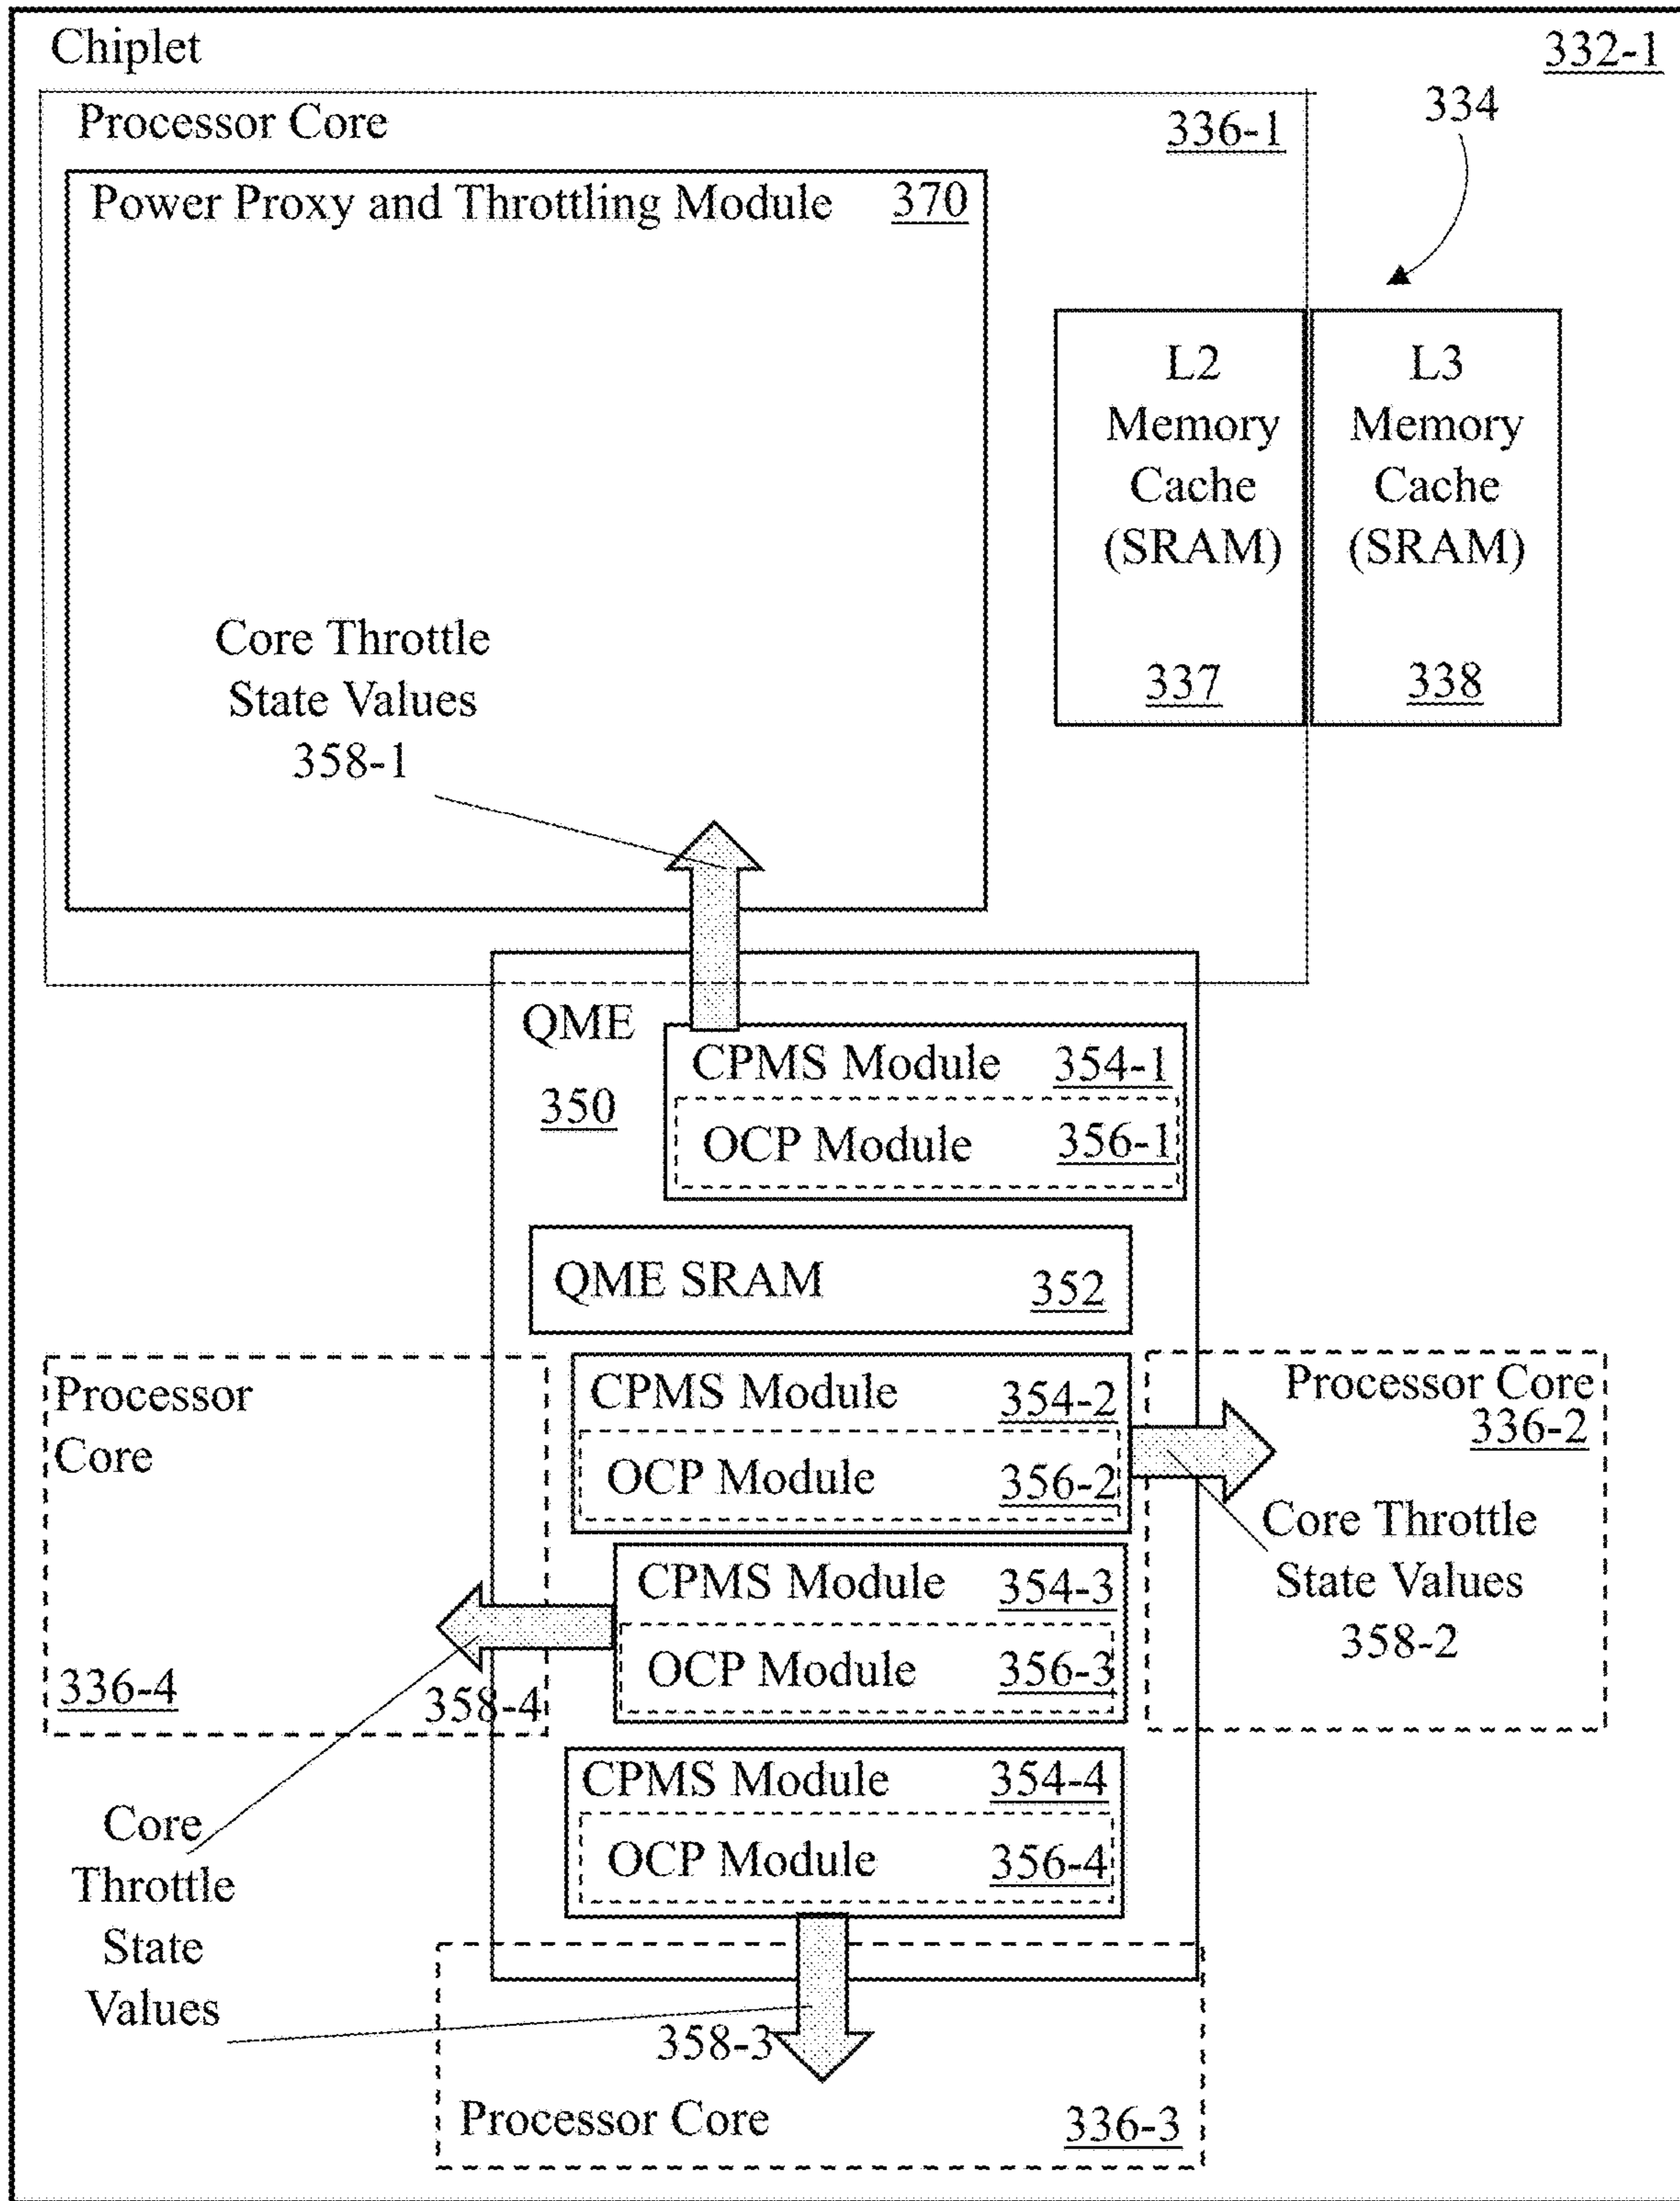 Chiplet 332-1
334
Processor Core 336-1
Power Proxy and Throttling Module 370
L2
Memory
Cache
(SRAM)
337
L3
Memory
Cache
(SRAM)
338
Core Throttle
State Values
358-1
QME
350
CPMS Module 354-1
OCP Module 356-1
QME SRAM 352
Processor
Core
336-4
CPMS Module 354-2
OCP Module 356-2
Processor Core
336-2
Core Throttle
State Values
358-2
CPMS Module 354-3
OCP Module 356-3
358-4
CPMS Module 354-4
OCP Module 356-4
Core
Throttle
State
Values
358-3
Processor Core 336-3